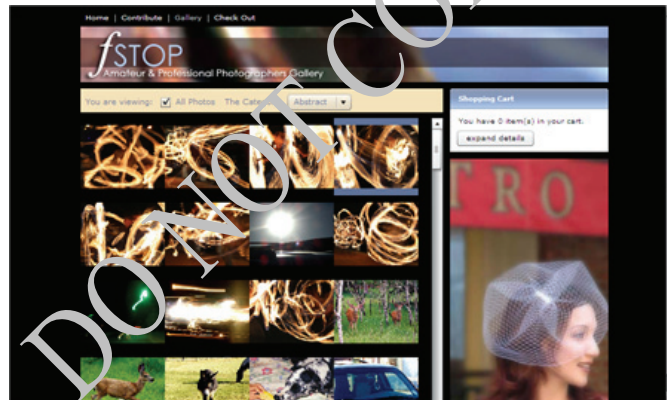 Home | Contribute | Gallery | Check Out
fSTOP
Amateur & Professional Photographers Gallery
You are viewing: All Photos The Abstract
Shopping Cart
You have 0 item(s) in your cart.
expand details
TRO
DO NOT CO